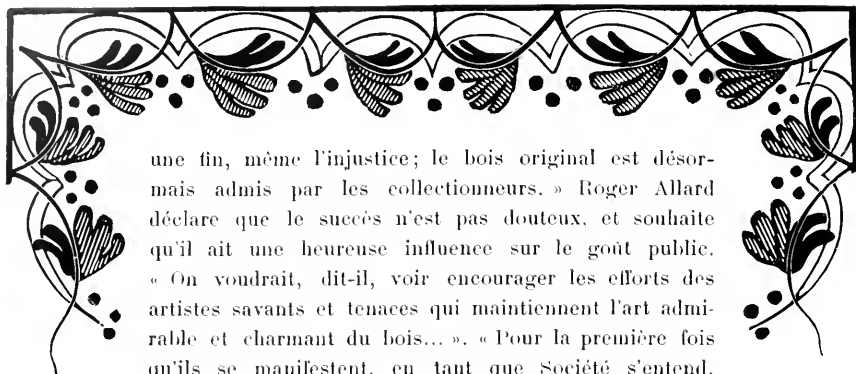 une fin, même l'injustice; le bois original est désor-
mais admis par les collectionneurs. » Roger Allard
déclare que le succès n'est pas douteux, et souhaite
qu'il ait une heureuse influence sur le goût public.
« On voudrait, dit-il, voir encourager les efforts des
artistes savants et tenaces qui maintiennent l'art admi-
rable et charmant du bois... ». « Pour la première fois
qu'ils se manifestent, en tant que Société s'entend,